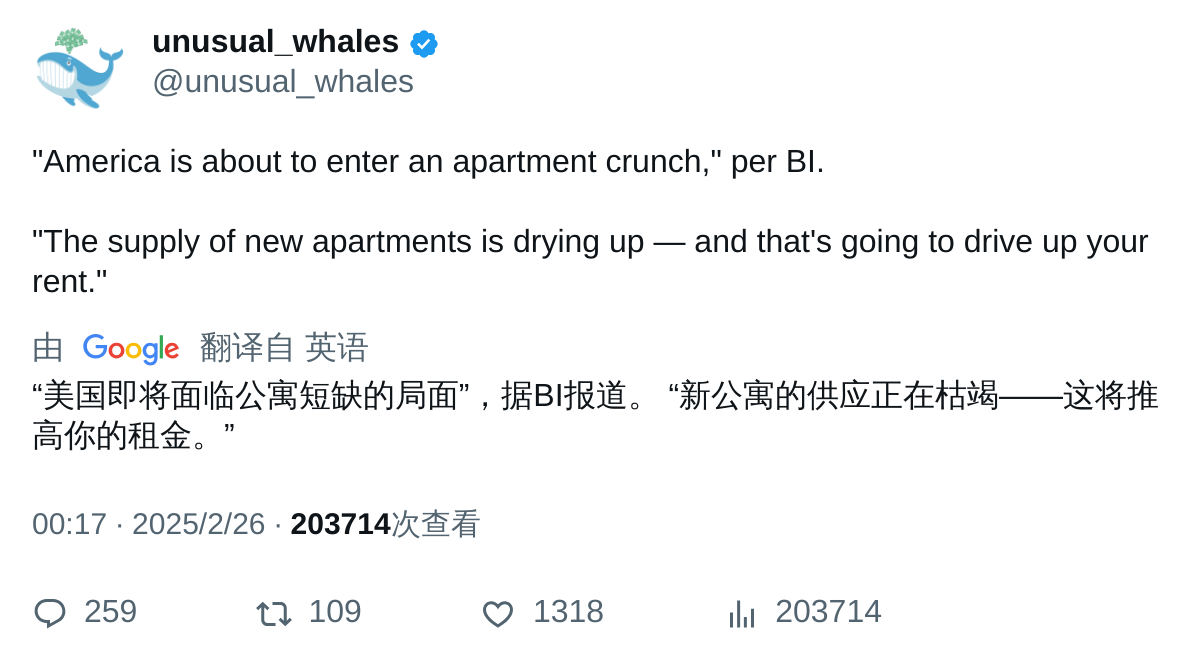 unusual_whales
@unusual_whales
"America is about to enter an apartment crunch," per BI.
"The supply of new apartments is drying up — and that's going to drive up your
rent."
由 Google 翻译自 英语
“美国即将面临公寓短缺的局面”，据BI报道。 “新公寓的供应正在枯竭——这将推
高你的租金。”
00:17 · 2025/2/26 · 203714次查看
259 109 1318 203714